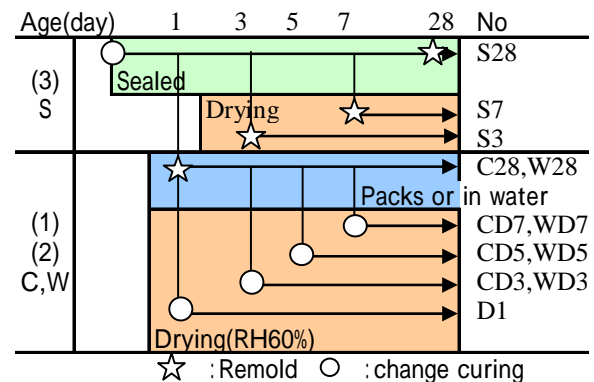 Age(day) 1 3 5 7 28 No
S28
(3)
S
Sealed
Drying
S7
S3
C28,W28
Packs or in water
(1)
(2)
C,W
CD7,WD7
CD5,WD5
CD3,WD3
D1
Drying(RH60%)
☆ :Remold ○ :change curing